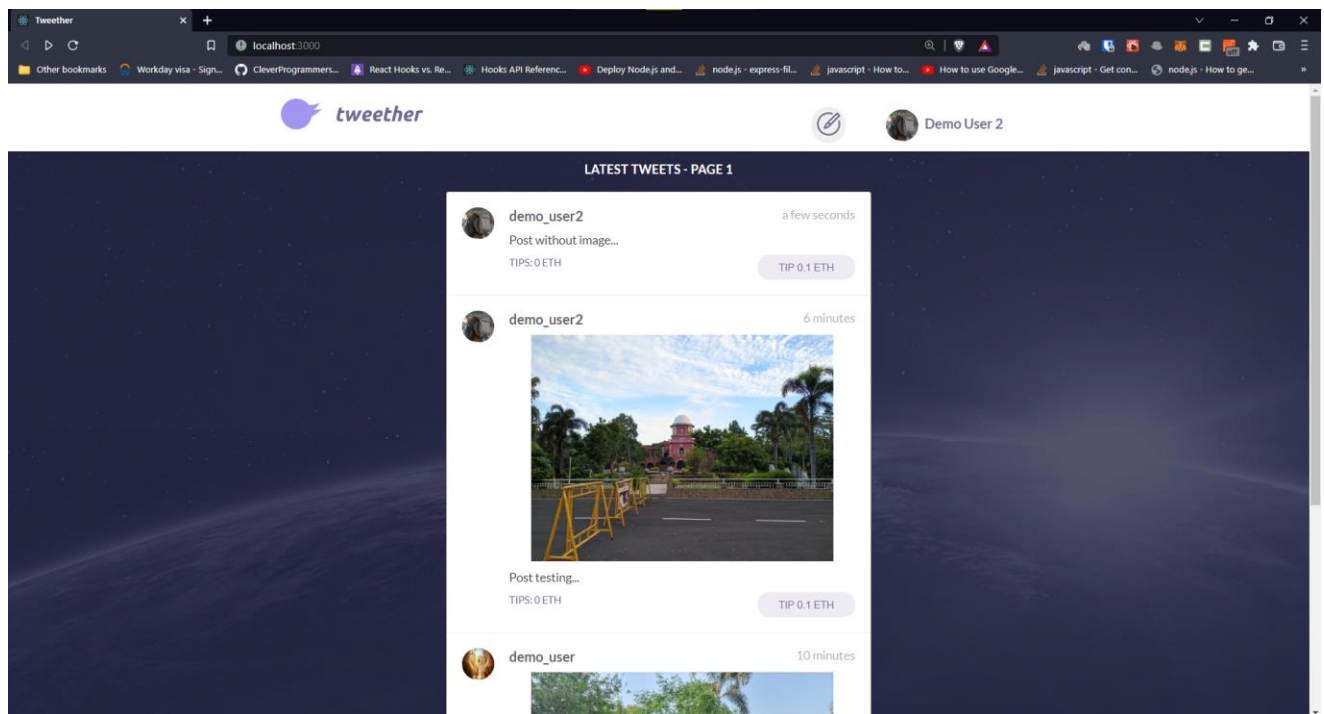 Tweether
localhost:3000
Other bookmarks Workday visa - Sign... CleverProgrammers... React Hooks vs. Re... Hooks API Referenc... Deploy Node.js and... node.js - express-fil... javascript - How to... How to use Google... javascript - Get con... node.js - How to ge...
tweether
Demo User 2
LATEST TWEETS - PAGE 1
demo_user2 a few seconds
Post without image...
TIPS: 0 ETH TIP 0.1 ETH
demo_user2 6 minutes
Post testing...
TIPS: 0 ETH TIP 0.1 ETH
demo_user 10 minutes